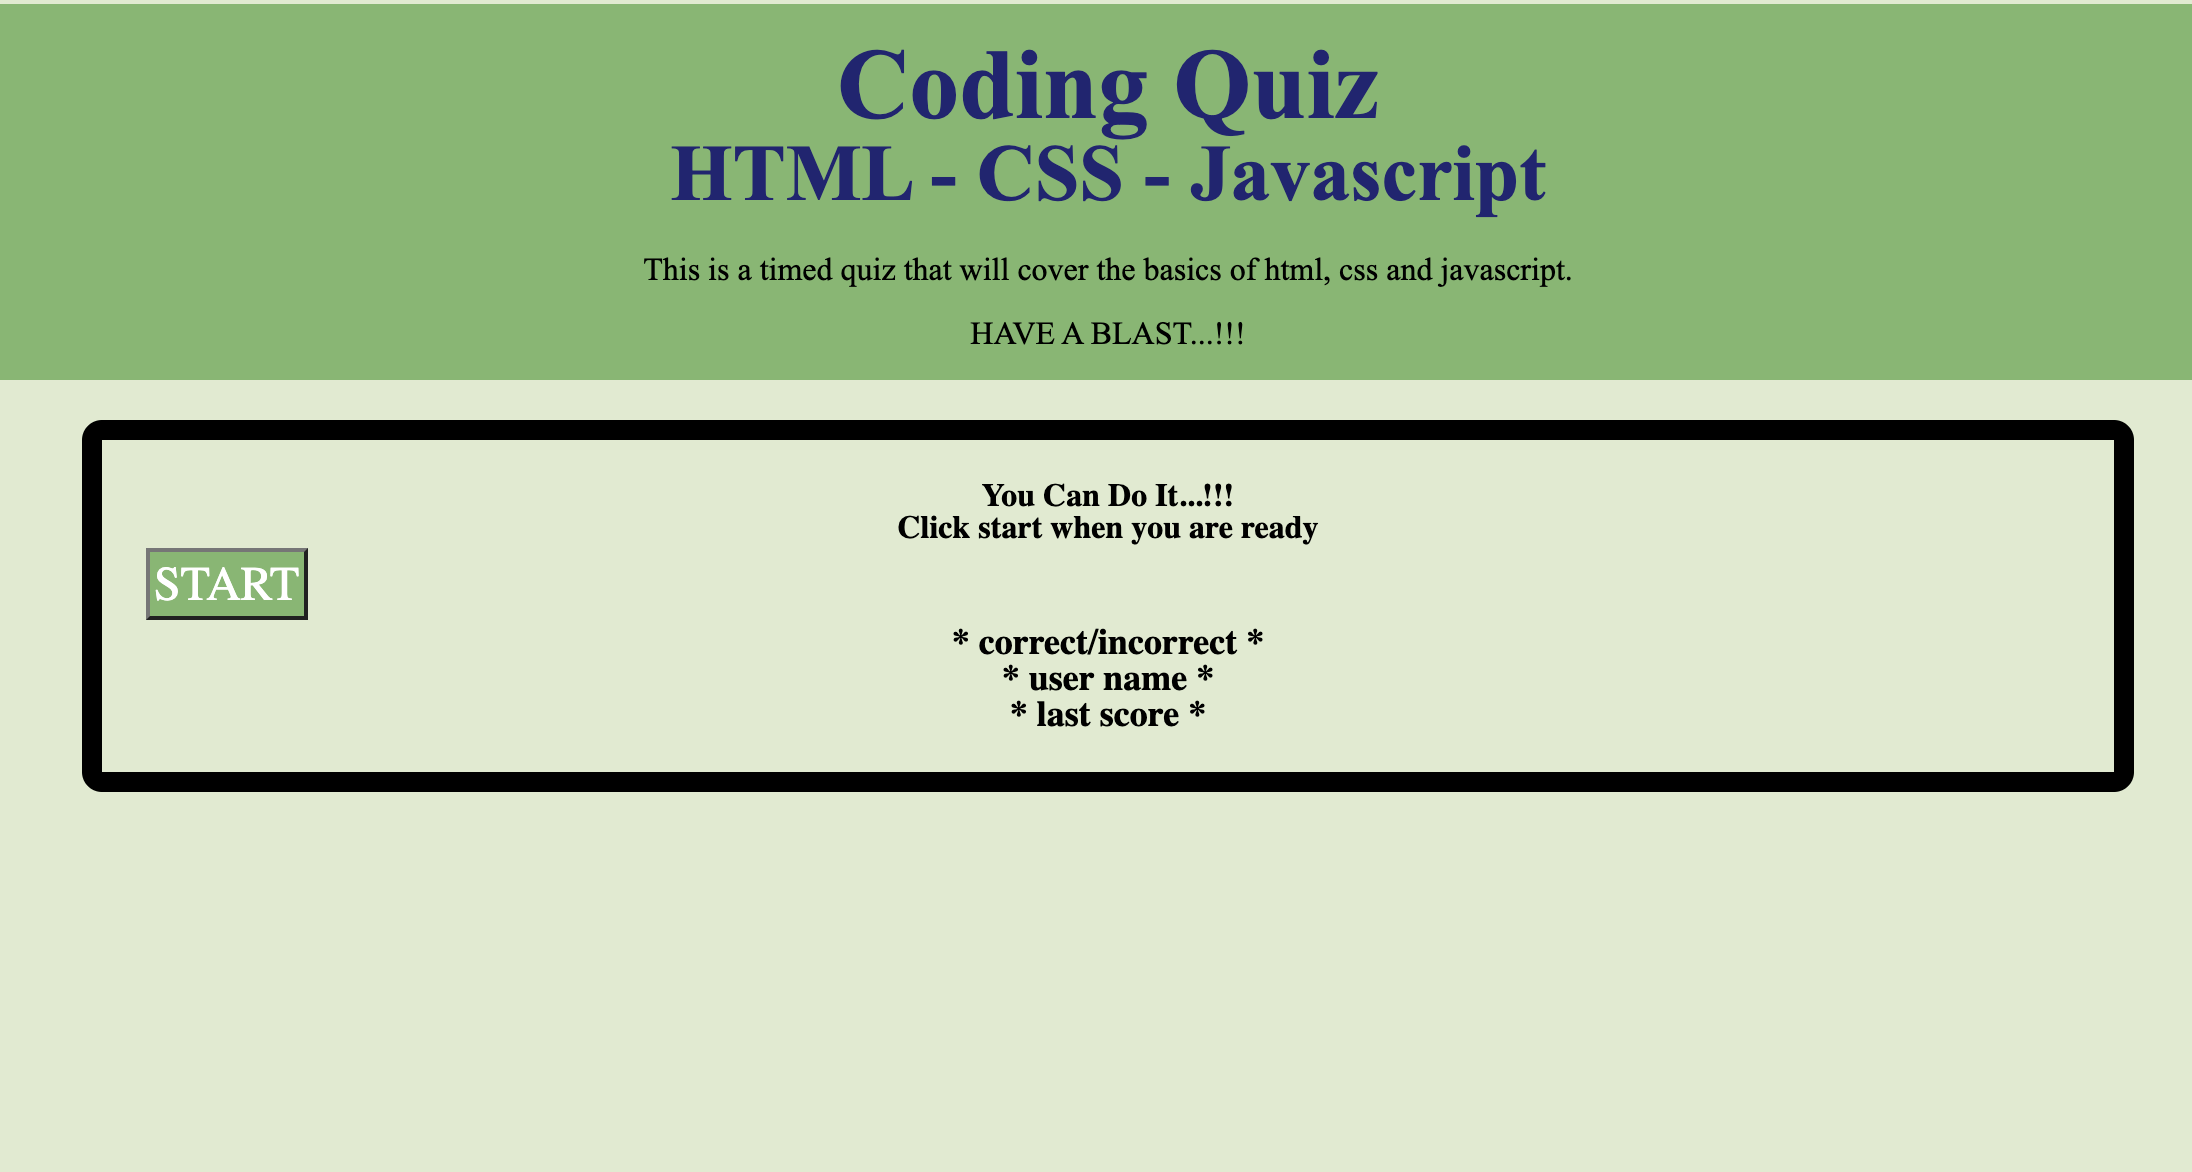 Coding Quiz
HTML - CSS - Javascript
This is a timed quiz that will cover the basics of html, css and javascript.
HAVE A BLAST...!!!
You Can Do It...!!!
Click start when you are ready
START
* correct/incorrect *
* user name *
* last score *